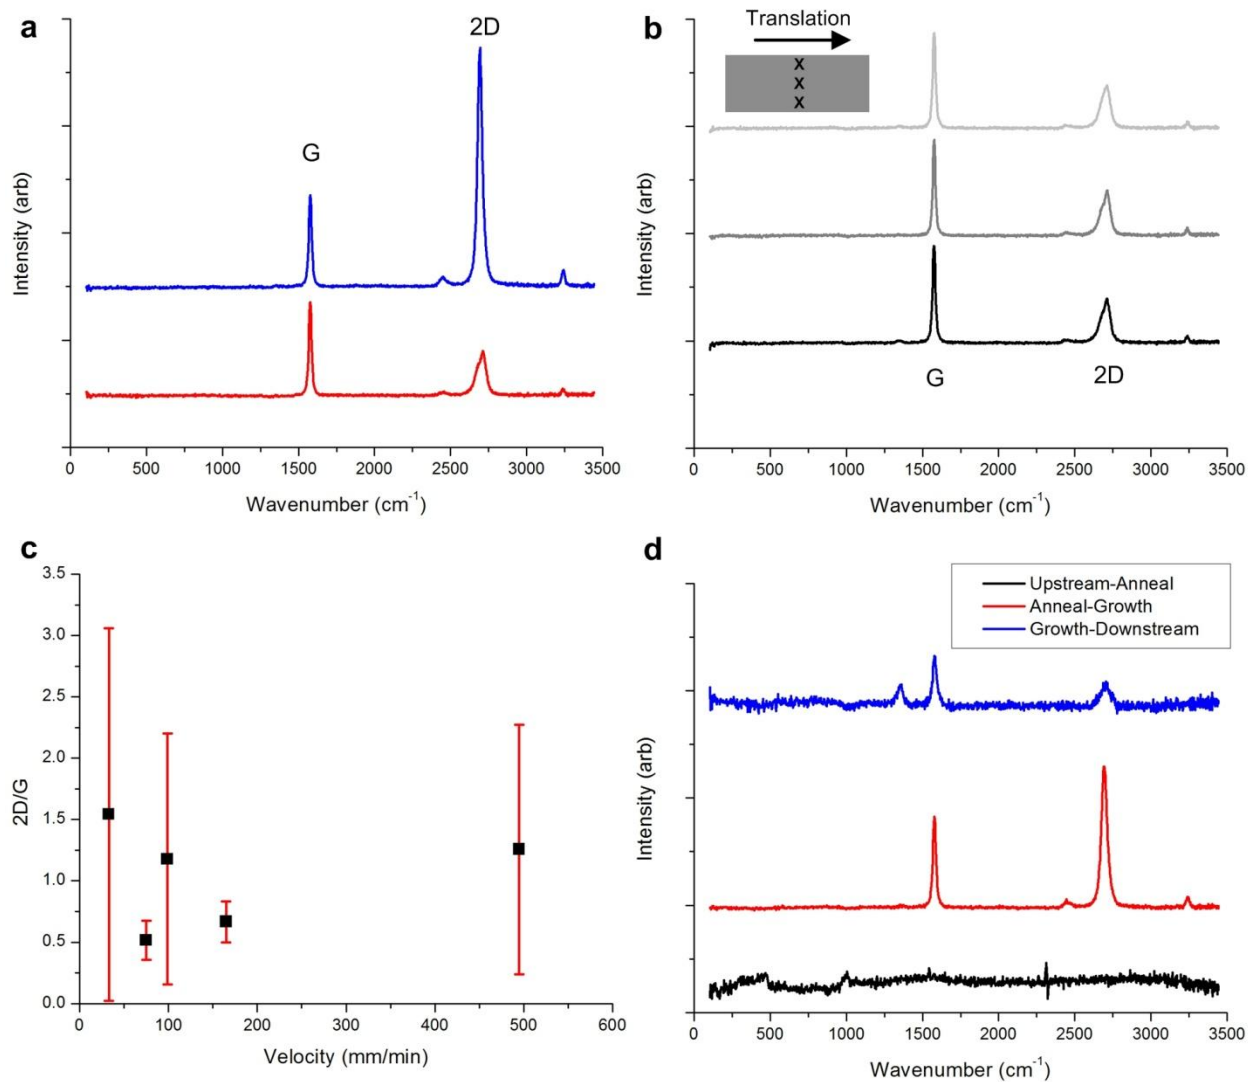 a
2D
G
Intensity (arb)
0 500 1000 1500 2000 2500 3000 3500
Wavenumber (cm⁻¹)
b
Translation
X
X
X
G
2D
Intensity (arb)
0 500 1000 1500 2000 2500 3000 3500
Wavenumber (cm⁻¹)
c
3.5
3.0
2.5
2.0
1.5
1.0
0.5
0.0
2D/G
0 100 200 300 400 500 600
Velocity (mm/min)
d
Upstream-Anneal
Anneal-Growth
Growth-Downstream
Intensity (arb)
0 500 1000 1500 2000 2500 3000 3500
Wavenumber (cm⁻¹)